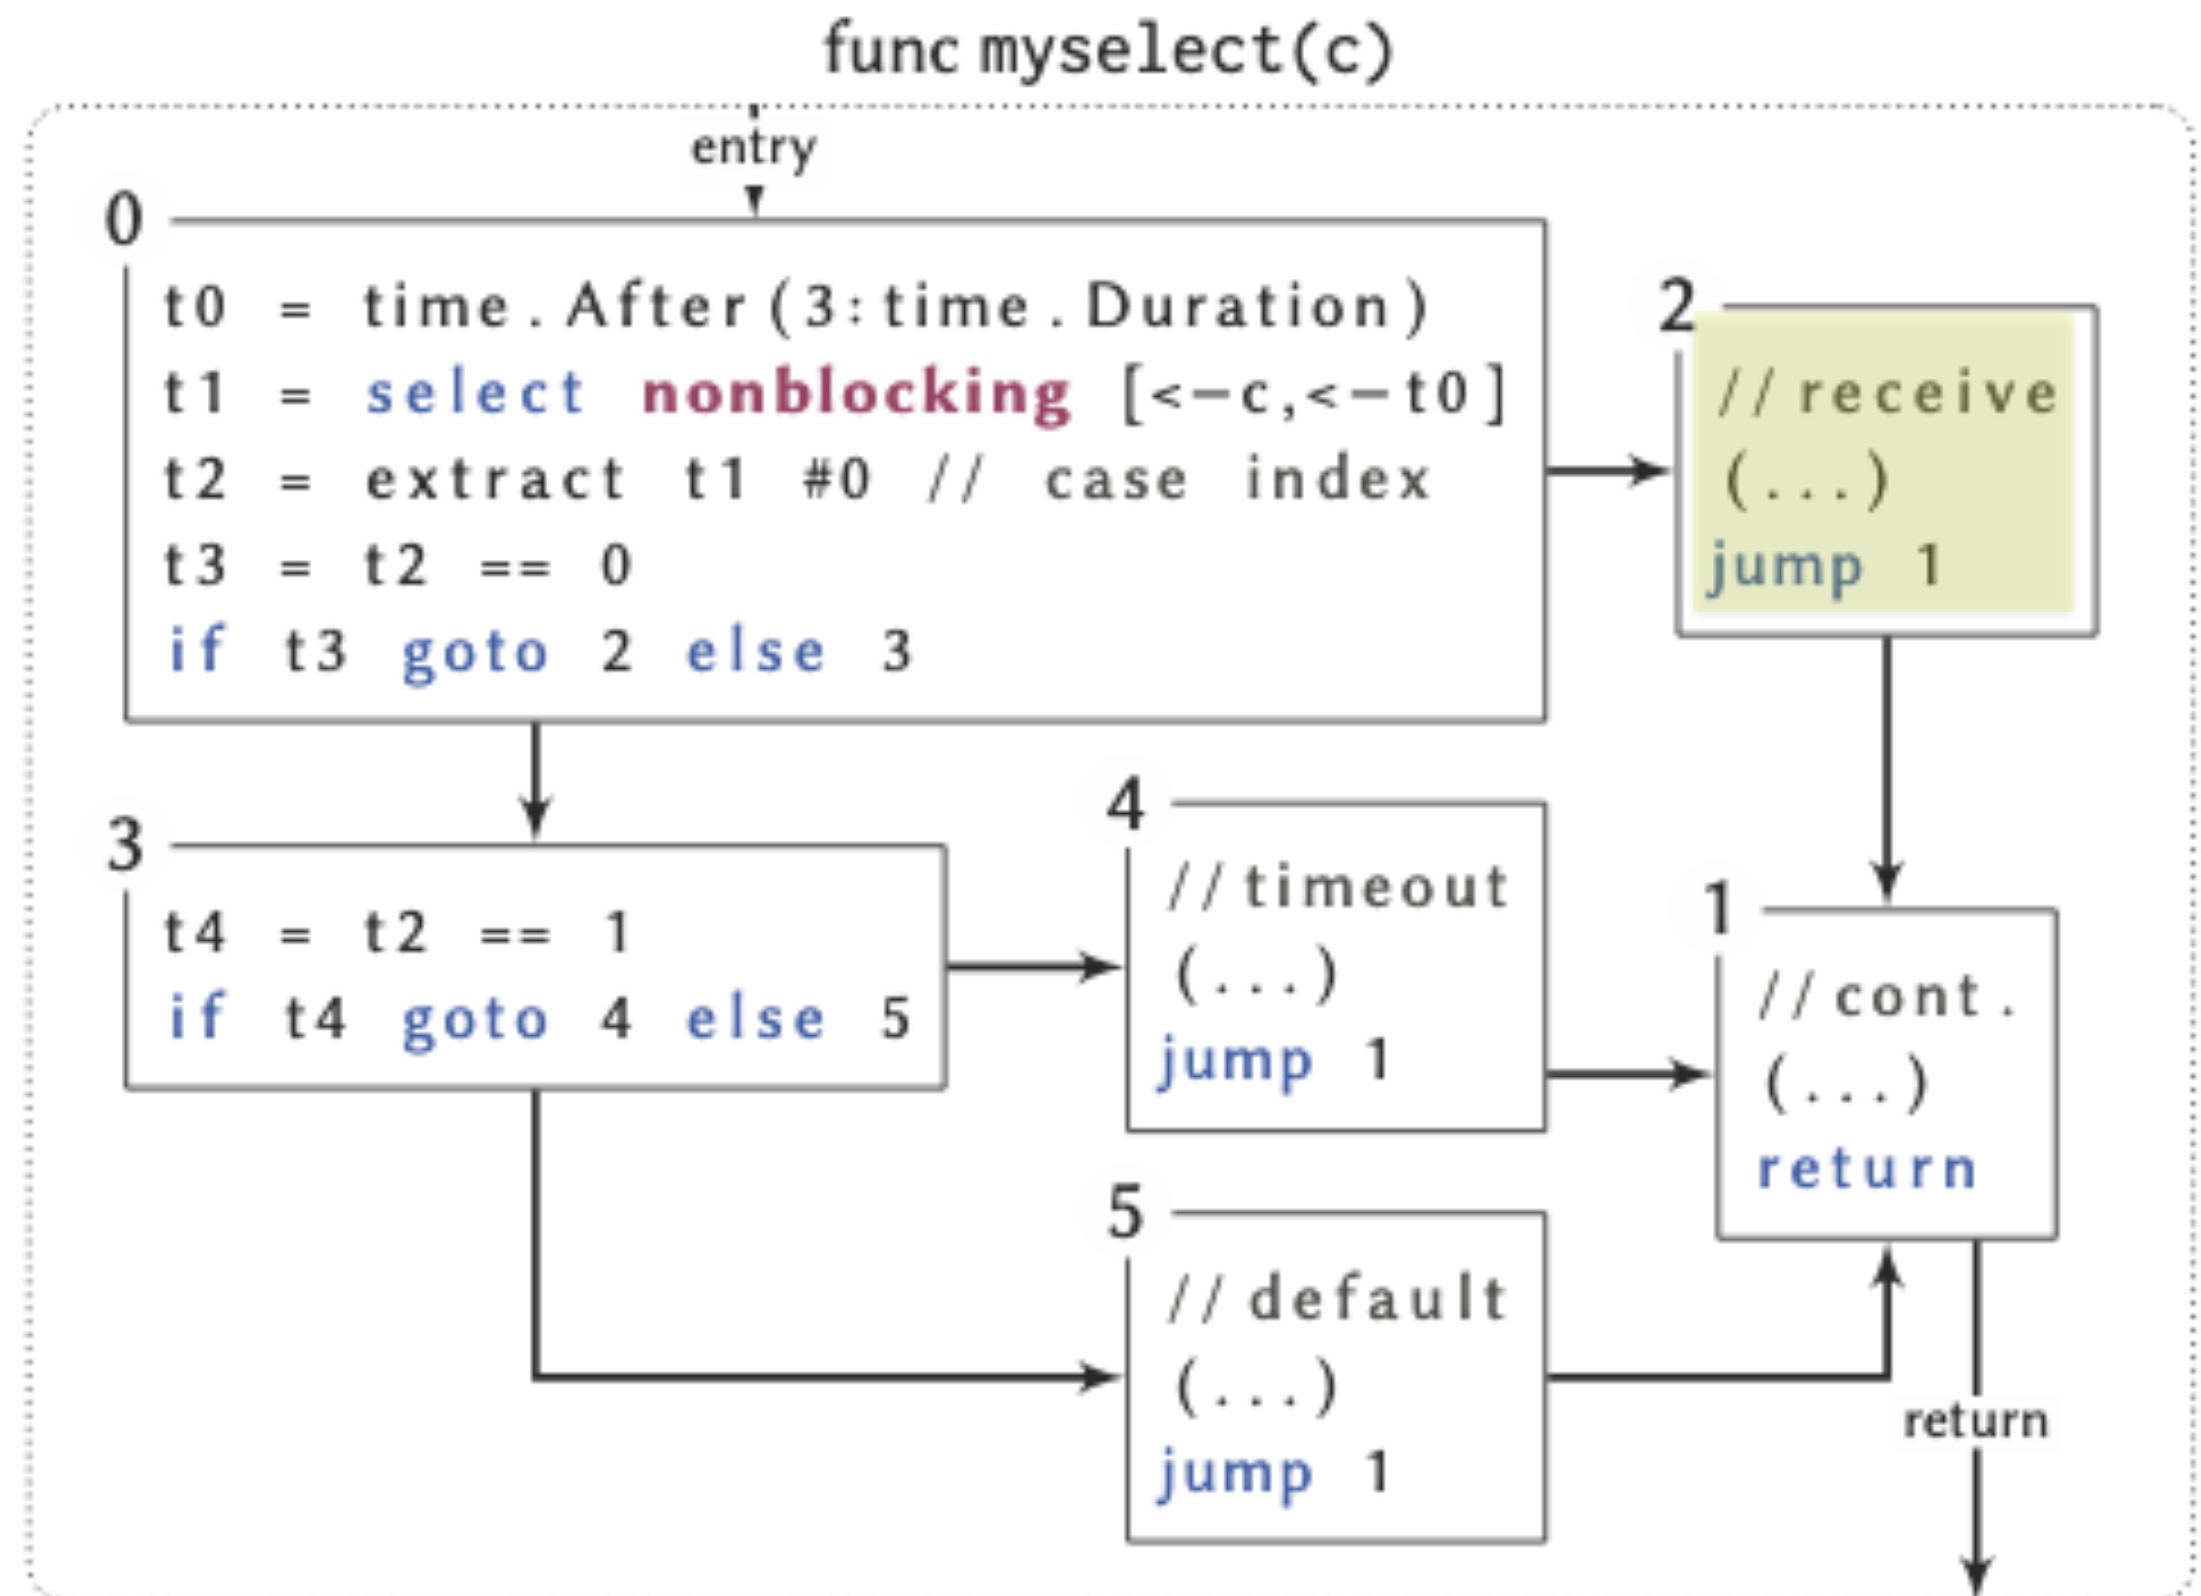 func myselect(c)
entry
0
t0 = time.After(3:time.Duration)
t1 = select nonblocking [<-c,<-t0]
t2 = extract t1 #0 // case index
t3 = t2 == 0
if t3 goto 2 else 3
2
//receive
(...)
jump 1
3
t4 = t2 == 1
if t4 goto 4 else 5
4
//timeout
(...)
jump 1
1
//cont.
(...)
return
5
//default
(...)
jump 1
return